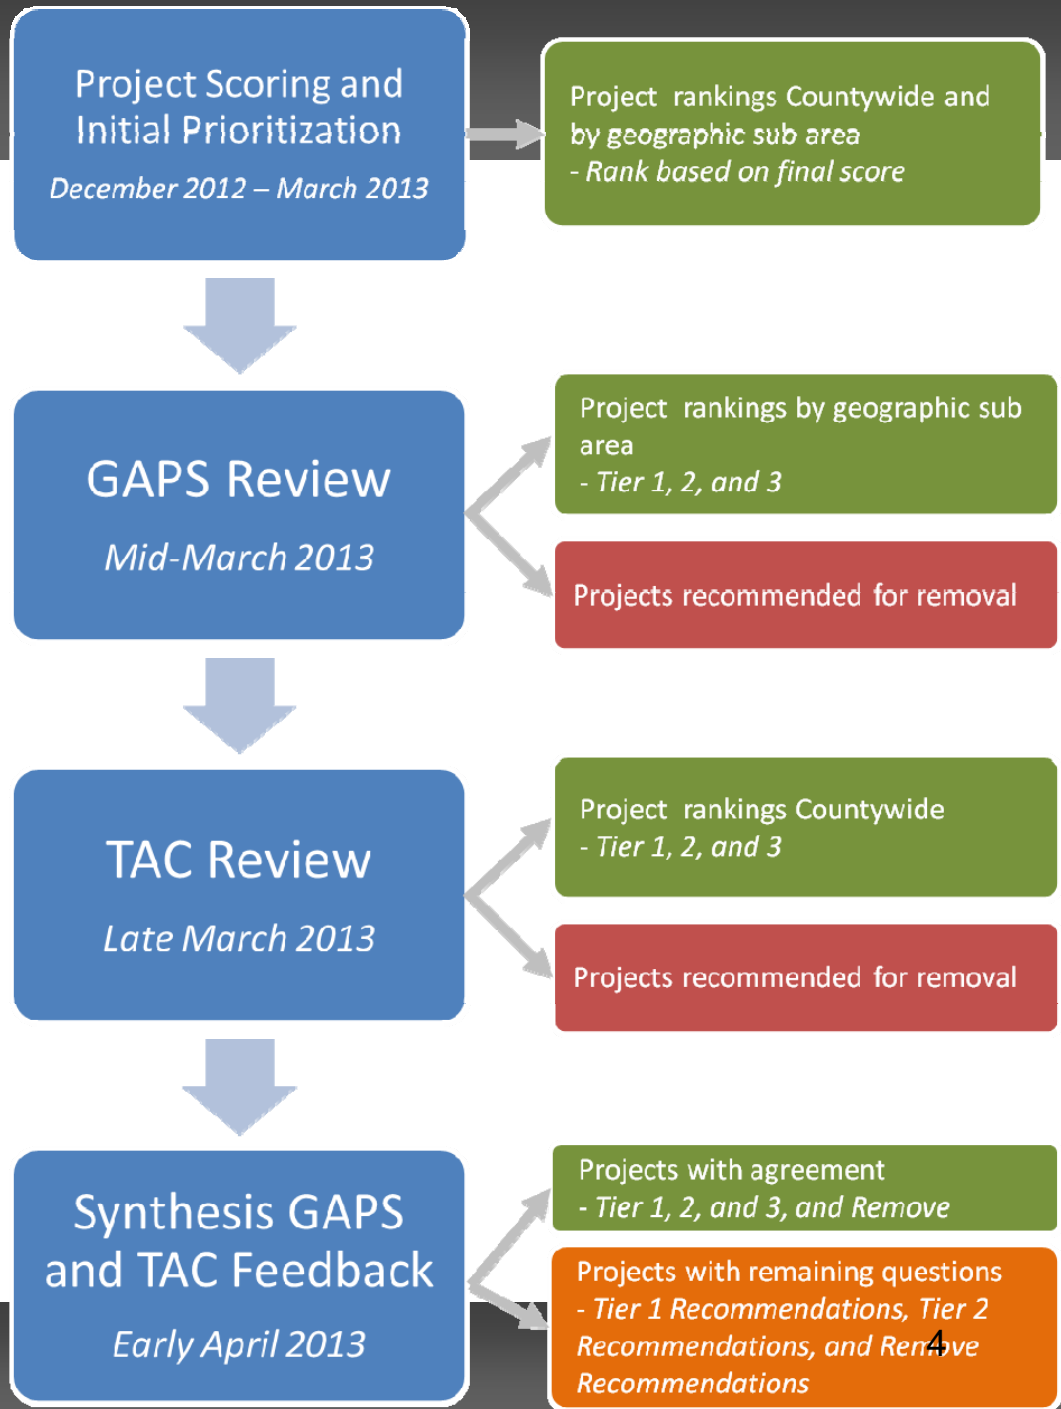 Project Scoring and
Initial Prioritization
December 2012 – March 2013
Project rankings Countywide and
by geographic sub area
- Rank based on final score
GAPS Review
Mid-March 2013
Project rankings by geographic sub
area
- Tier 1, 2, and 3
Projects recommended for removal
TAC Review
Late March 2013
Project rankings Countywide
- Tier 1, 2, and 3
Projects recommended for removal
Synthesis GAPS
and TAC Feedback
Early April 2013
Projects with agreement
- Tier 1, 2, and 3, and Remove
Projects with remaining questions
- Tier 1 Recommendations, Tier 2
Recommendations, and Remove
Recommendations
4